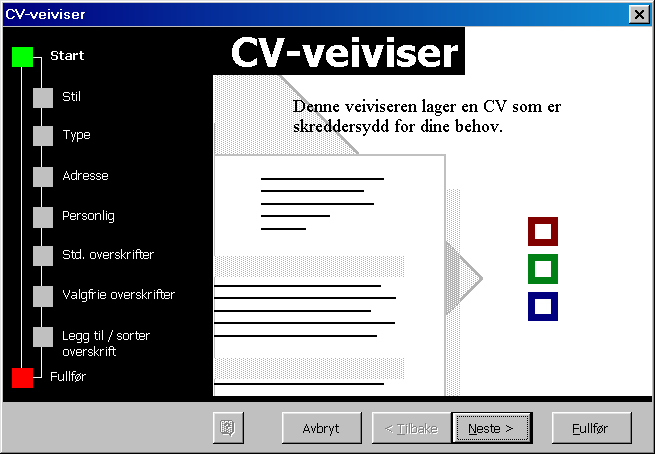 CV-veiviser
Start
Stil
Type
Adresse
Personlig
Std. overskrifter
Valgfrie overskrifter
Legg til / sorter
overskrift
Fullfør
CV-veiviser
Denne veiviseren lager en CV som er
skreddersydd for dine behov.
Avbryt
< Tilbake
Neste >
Fullfør